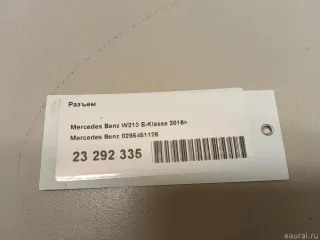 Разъем
Mercedes Benz W213 E-Klasse 2016>
Mercedes Benz 0295451126
23 292 335
eaural.ru